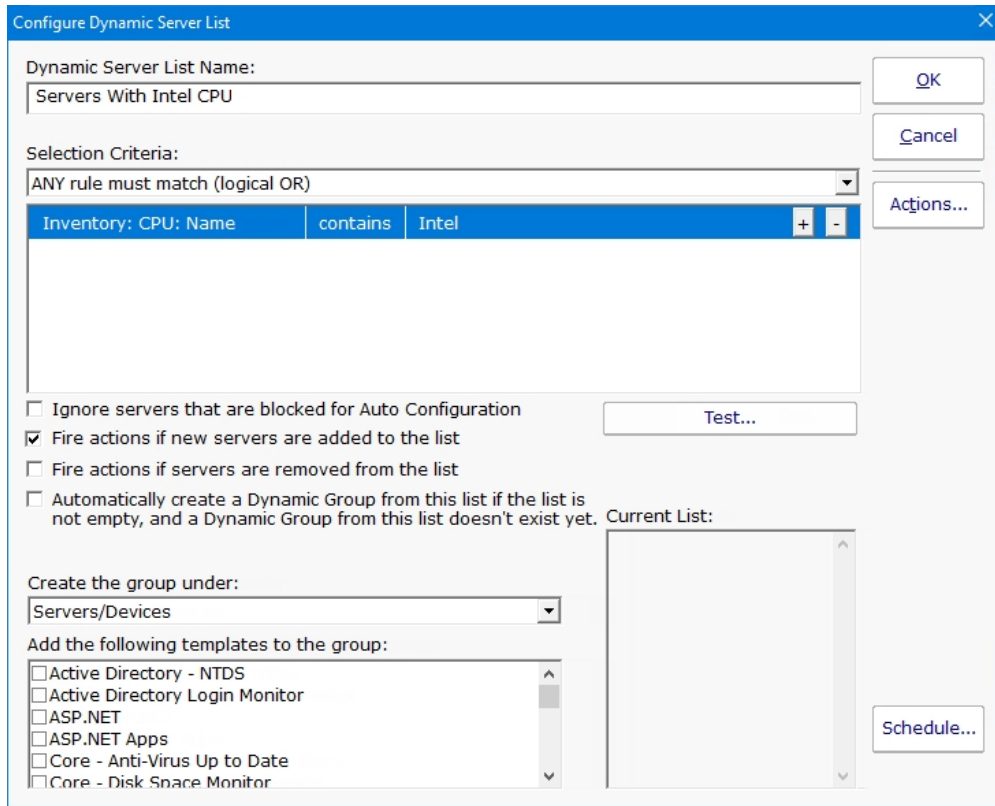 Configure Dynamic Server List
Dynamic Server List Name:
Servers With Intel CPU
OK
Cancel
Selection Criteria:
ANY rule must match (logical OR)
Actions...
Inventory: CPU: Name contains Intel + -
Ignore servers that are blocked for Auto Configuration
Test...
Fire actions if new servers are added to the list
Fire actions if servers are removed from the list
Automatically create a Dynamic Group from this list if the list is
not empty, and a Dynamic Group from this list doesn't exist yet.
Current List:
Create the group under:
Servers/Devices
Add the following templates to the group:
Active Directory - NTDS
Active Directory Login Monitor
ASP.NET
ASP.NET Apps
Core - Anti-Virus Up to Date
Core - Disk Space Monitor
Schedule...